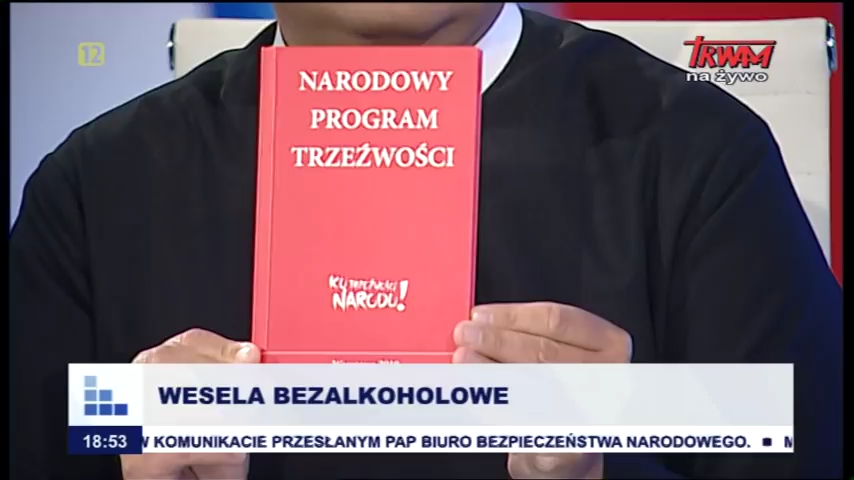 12
TRWAM
na żywo
NARODOWY
PROGRAM
TRZEŹWOŚCI
KU TRZEŹWOŚCI
NARODU!
WESELA BEZALKOHOLOWE
18:53
W KOMUNIKACIE PRZESŁANYM PAP BIURO BEZPIECZEŃSTWA NARODOWEGO. ■ M